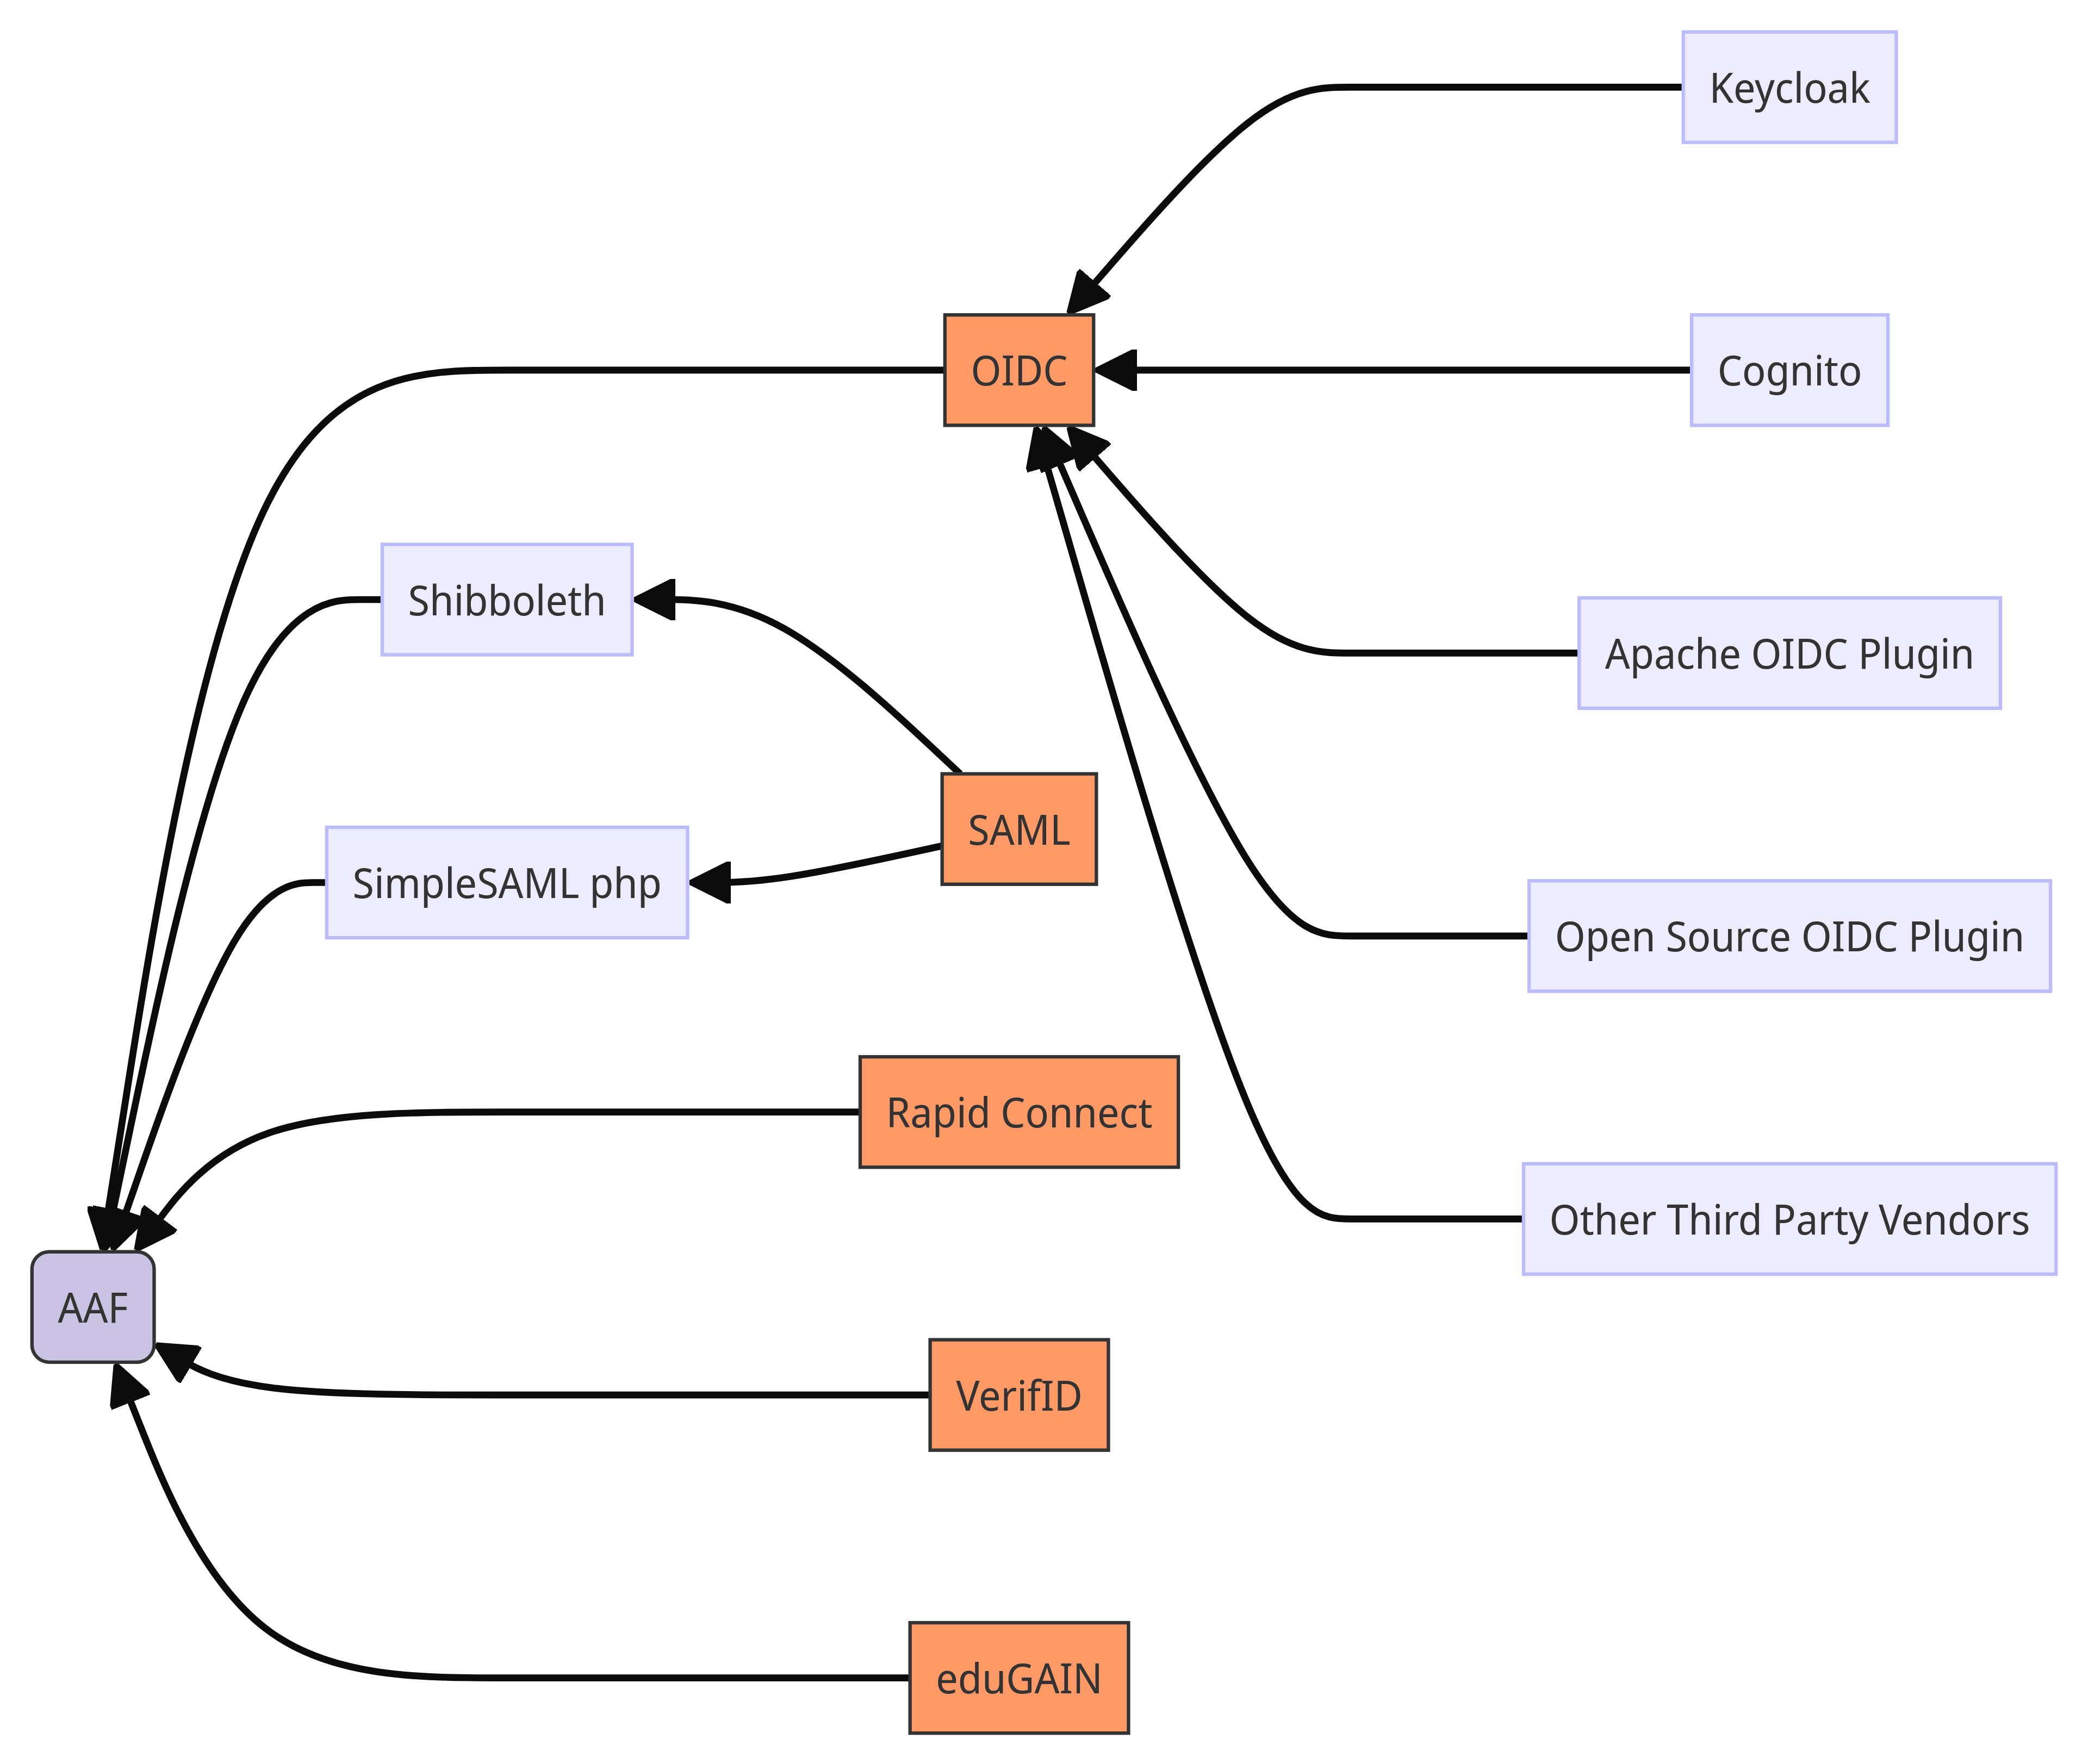 Keycloak
OIDC
Cognito
Shibboleth
Apache OIDC Plugin
SAML
SimpleSAML php
Open Source OIDC Plugin
Rapid Connect
Other Third Party Vendors
AAF
VerifID
eduGAIN